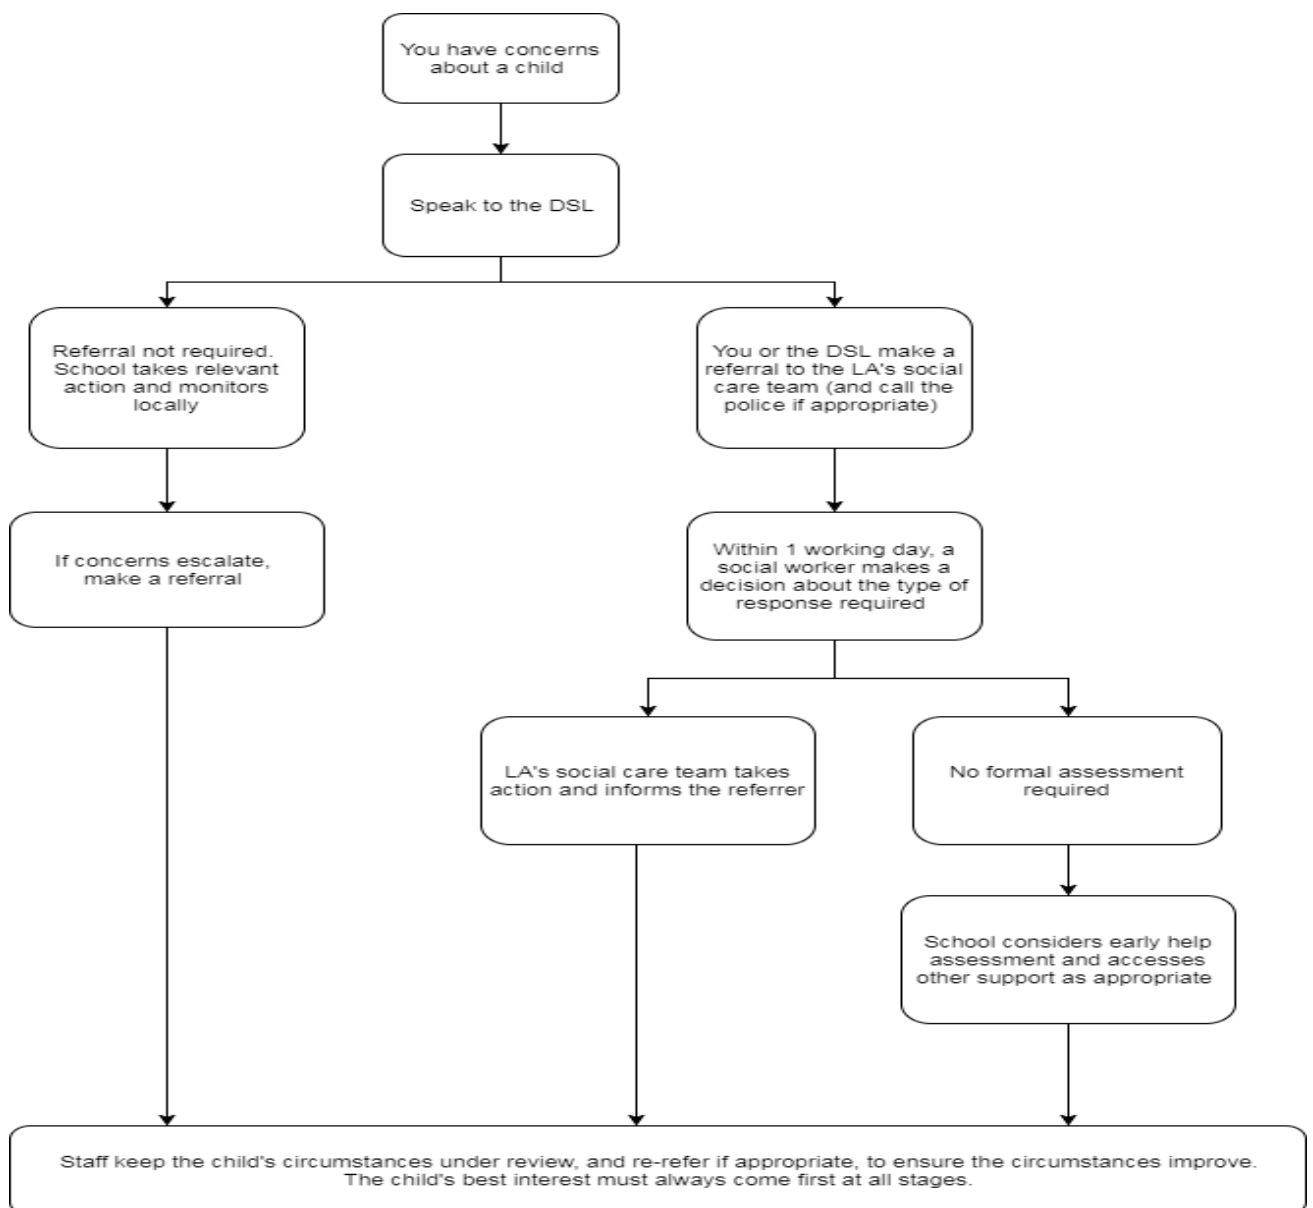 You have concerns
about a child
Speak to the DSL
Referral not required.
School takes relevant
action and monitors
locally
You or the DSL make a
referral to the LA's social
care team (and call the
police if appropriate)
If concerns escalate,
make a referral
Within 1 working day, a
social worker makes a
decision about the type of
response required
LA's social care team takes
action and informs the referrer
No formal assessment
required
School considers early help
assessment and accesses
other support as appropriate
Staff keep the child's circumstances under review, and re-refer if appropriate, to ensure the circumstances improve.
The child's best interest must always come first at all stages.